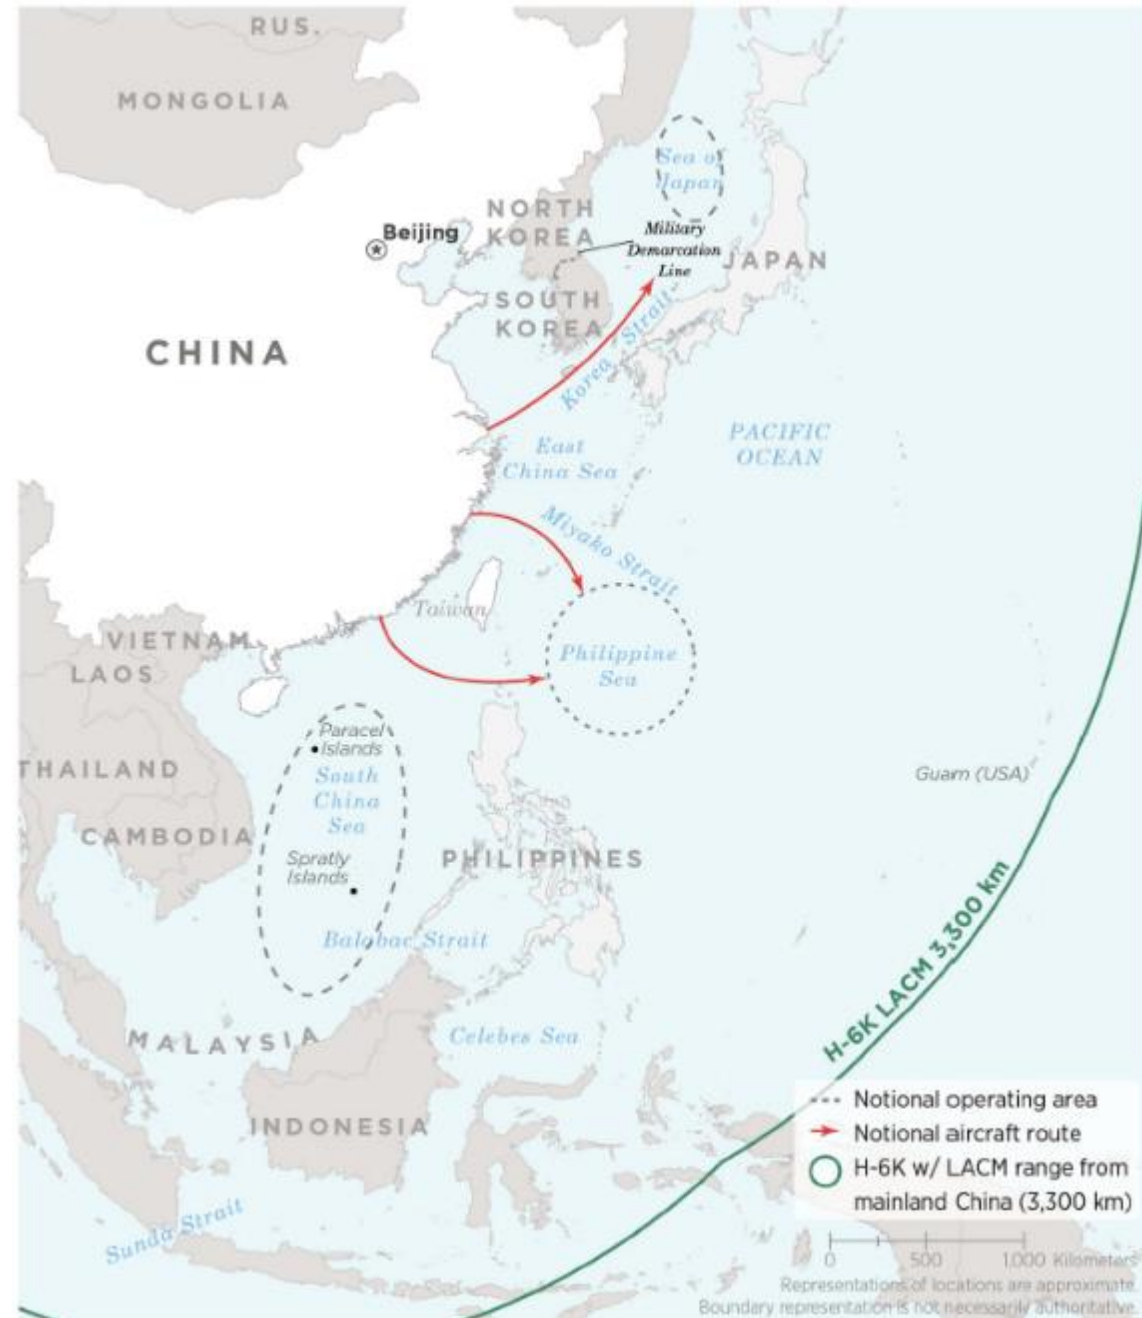 RUS.
MONGOLIA
Sea of
Japan
NORTH
KOREA
Beijing
Military
Demarcation
Line
JAPAN
SOUTH
KOREA
CHINA
Korea Strait
PACIFIC
OCEAN
East
China Sea
Miyako Strait
Taiwan
VIETNAM
LAOS
Philippine
Sea
Paracel
Islands
THAILAND
South
China
Sea
Guam (USA)
CAMBODIA
Spratly
Islands
PHILIPPINES
Balabac Strait
H-6K LACM 3,300 km
MALAYSIA
Celebes Sea
INDONESIA
Sunda Strait
Notional operating area
Notional aircraft route
H-6K w/ LACM range from
mainland China (3,300 km)
0 500 1,000 Kilometers
Representations of locations are approximate.
Boundary representation is not necessarily authoritative.